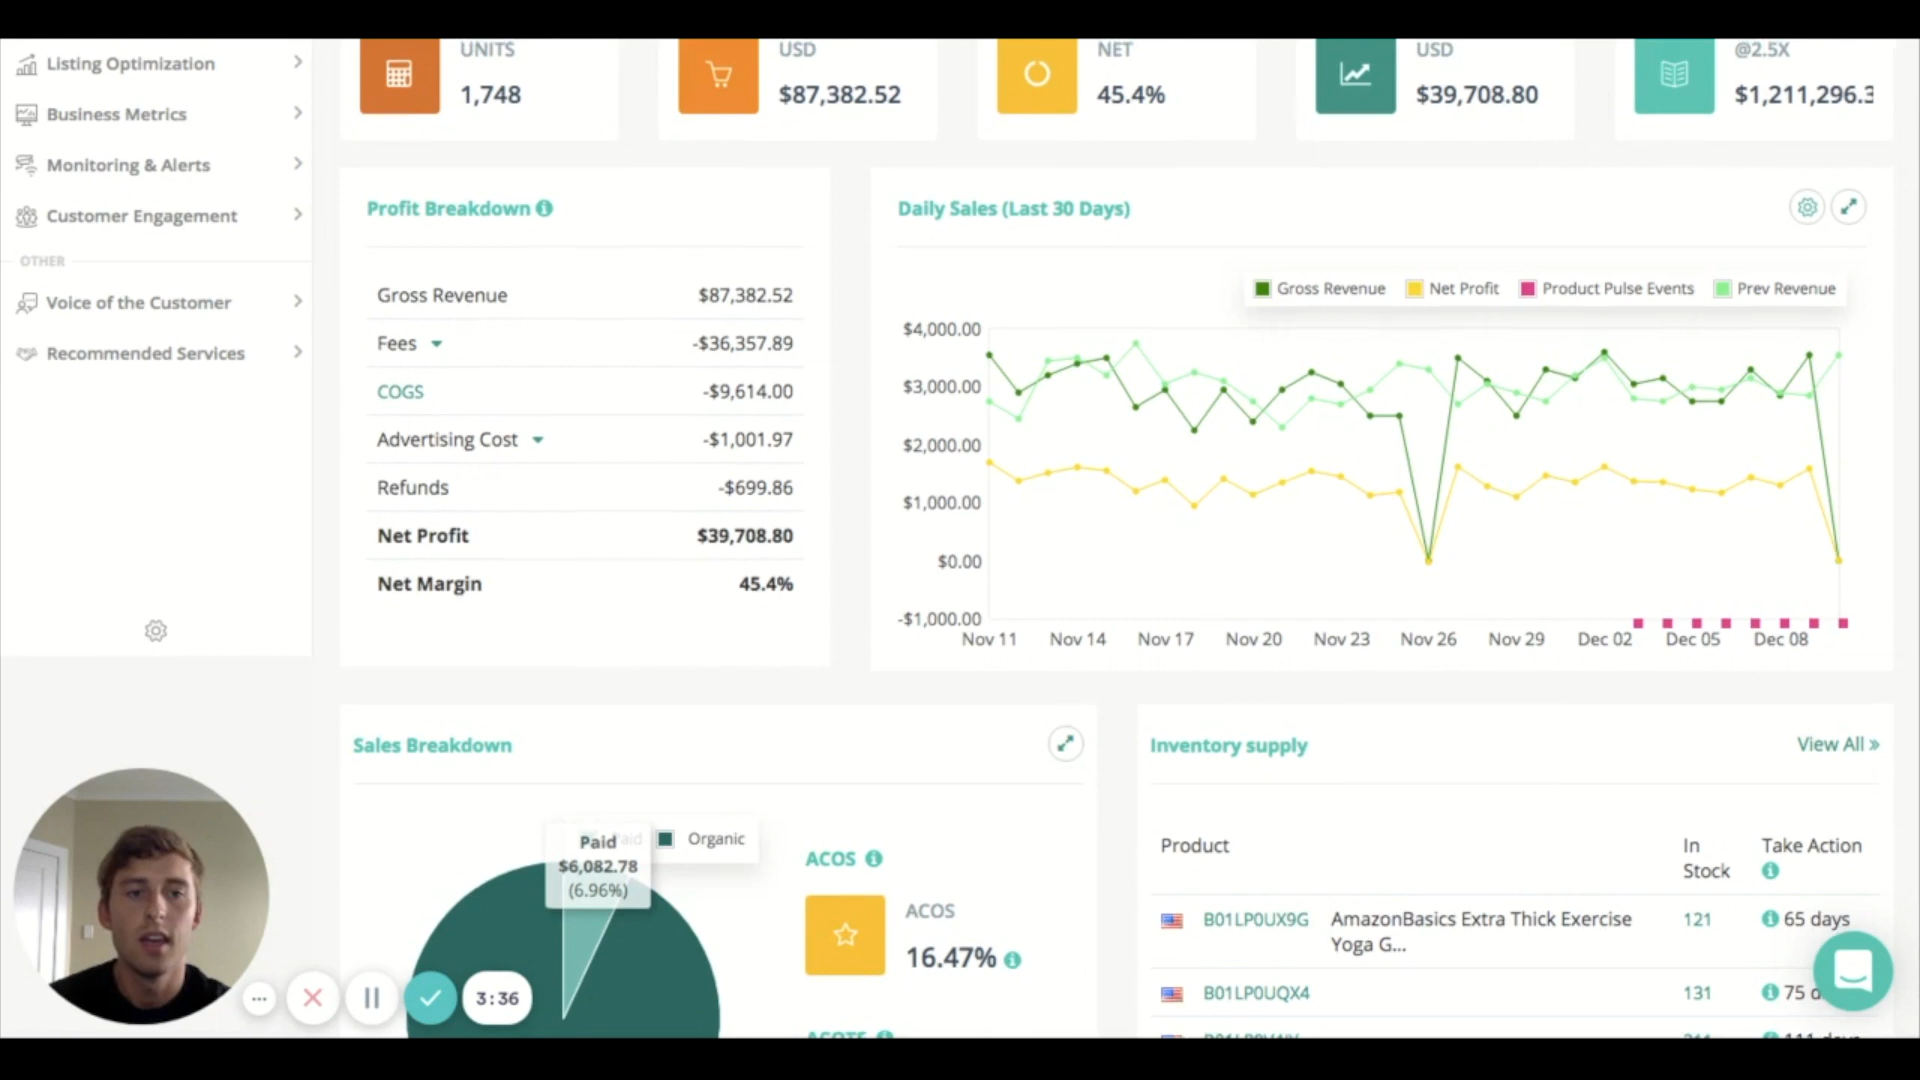 Listing Optimization
Business Metrics
Monitoring & Alerts
Customer Engagement
OTHER
Voice of the Customer
Recommended Services
UNITS
1,748
USD
$87,382.52
NET
45.4%
USD
$39,708.80
@2.5X
$1,211,296.3
Profit Breakdown
Gross Revenue $87,382.52
Fees -$36,357.89
COGS -$9,614.00
Advertising Cost -$1,001.97
Refunds -$699.86
Net Profit $39,708.80
Net Margin 45.4%
Daily Sales (Last 30 Days)
Gross Revenue Net Profit Product Pulse Events Prev Revenue
$4,000.00
$3,000.00
$2,000.00
$1,000.00
$0.00
-$1,000.00
Nov 11 Nov 14 Nov 17 Nov 20 Nov 23 Nov 26 Nov 29 Dec 02 Dec 05 Dec 08
Sales Breakdown
Paid Organic
Paid
$6,082.78
(6.96%)
ACOS
ACOS
16.47%
3:36
Inventory supply View All »
Product In Stock Take Action
B01LP0UX9G AmazonBasics Extra Thick Exercise
Yoga G... 121 65 days
B01LP0UQX4 131 75